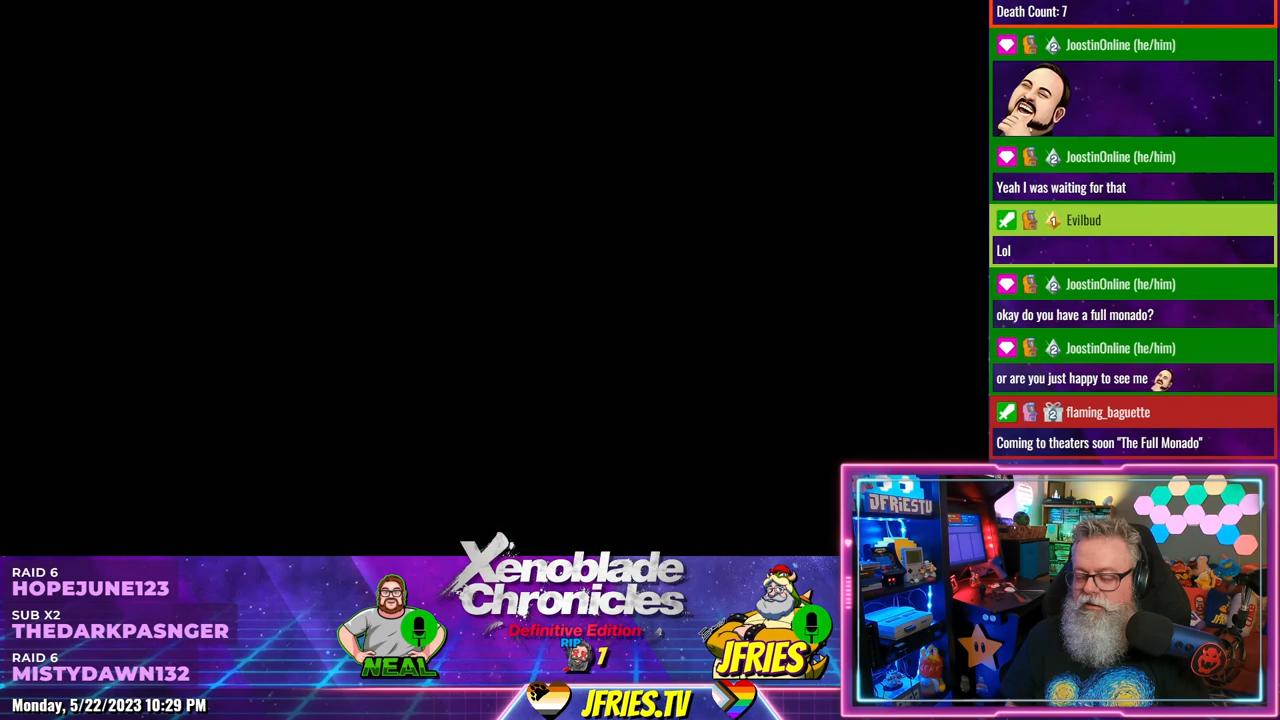 Death Count: 7
JoostinOnline (he/him)
JoostinOnline (he/him)
Yeah I was waiting for that
Evilbud
Lol
JoostinOnline (he/him)
okay do you have a full monado?
JoostinOnline (he/him)
or are you just happy to see me
flaming_baguette
Coming to theaters soon "The Full Monado"
JFRIESTV
RAID 6
HOPEJUNE123
SUB X2
THEDARKPASNGER
RAID 6
MISTYDAWN132
Monday, 5/22/2023 10:29 PM
NEAL
Xenoblade
Chronicles
Definitive Edition
RIP
1
JFRIES
JFRIES.TV